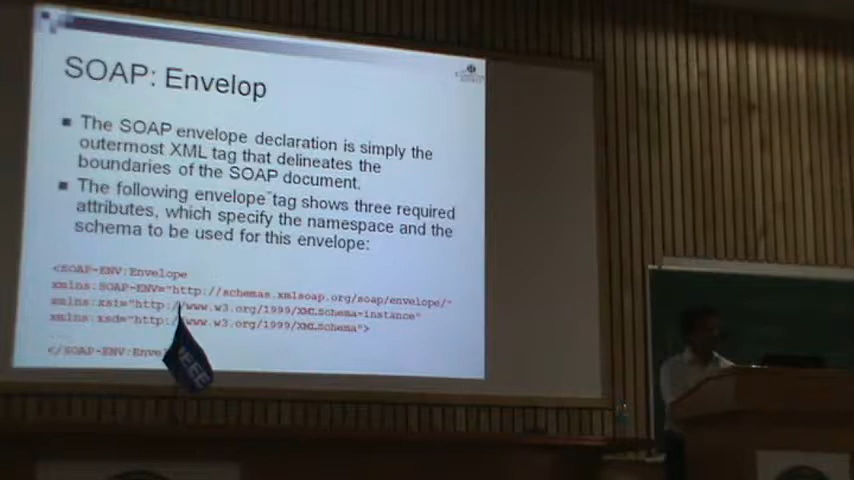 SOAP: Envelop
The SOAP envelope declaration is simply the
outermost XML tag that delineates the
boundaries of the SOAP document.
The following envelope tag shows three required
attributes, which specify the namespace and the
schema to be used for this envelope:
<SOAP-ENV:Envelope
xmlns:SOAP-ENV="http://schemas.xmlsoap.org/soap/envelope/"
xmlns:xsi="http://www.w3.org/1999/XMLSchema-instance"
xmlns:xsd="http://www.w3.org/1999/XMLSchema">
</SOAP-ENV:Enve
IEEE